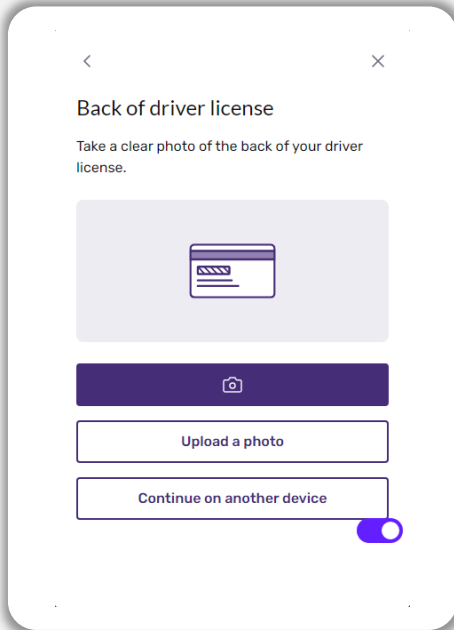 Back of driver license
Take a clear photo of the back of your driver
license.
Upload a photo
Continue on another device